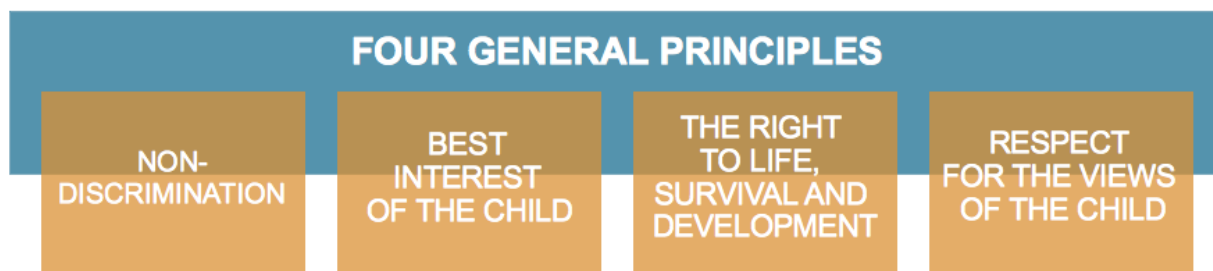 FOUR GENERAL PRINCIPLES
NON-
DISCRIMINATION
BEST
INTEREST
OF THE CHILD
THE RIGHT
TO LIFE,
SURVIVAL AND
DEVELOPMENT
RESPECT
FOR THE VIEWS
OF THE CHILD